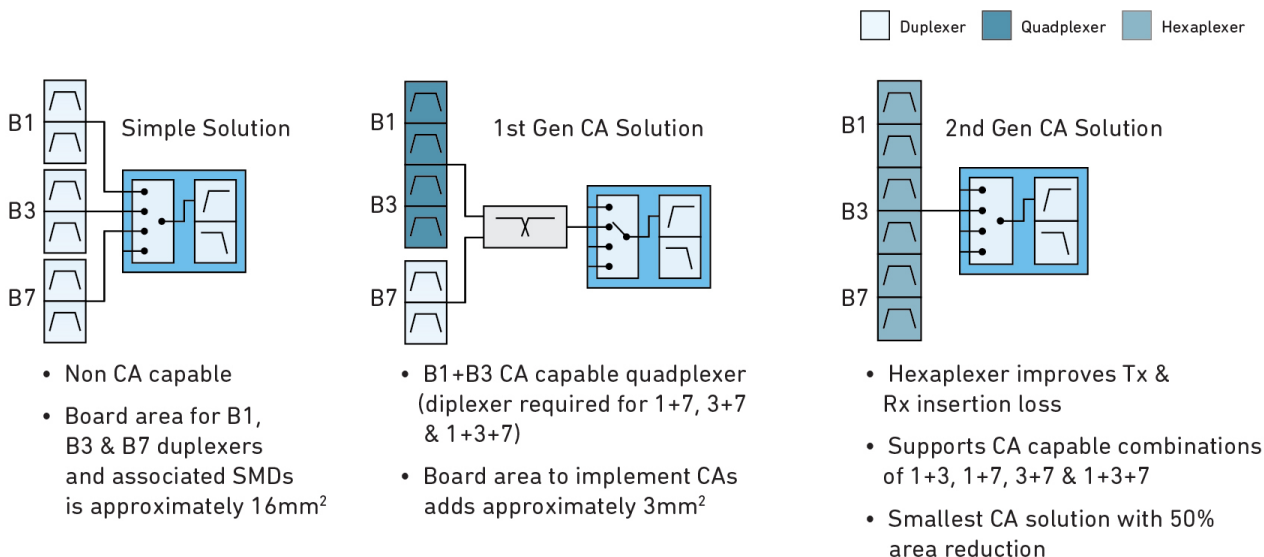 Duplexer
Quadplexer
Hexaplexer
B1
B3
B7
Simple Solution
• Non CA capable
• Board area for B1,
B3 & B7 duplexers
and associated SMDs
is approximately 16mm²
B1
B3
B7
1st Gen CA Solution
• B1+B3 CA capable quadplexer
(diplexer required for 1+7, 3+7
& 1+3+7)
• Board area to implement CAs
adds approximately 3mm²
B1
B3
B7
2nd Gen CA Solution
• Hexaplexer improves Tx &
Rx insertion loss
• Supports CA capable combinations
of 1+3, 1+7, 3+7 & 1+3+7
• Smallest CA solution with 50%
area reduction